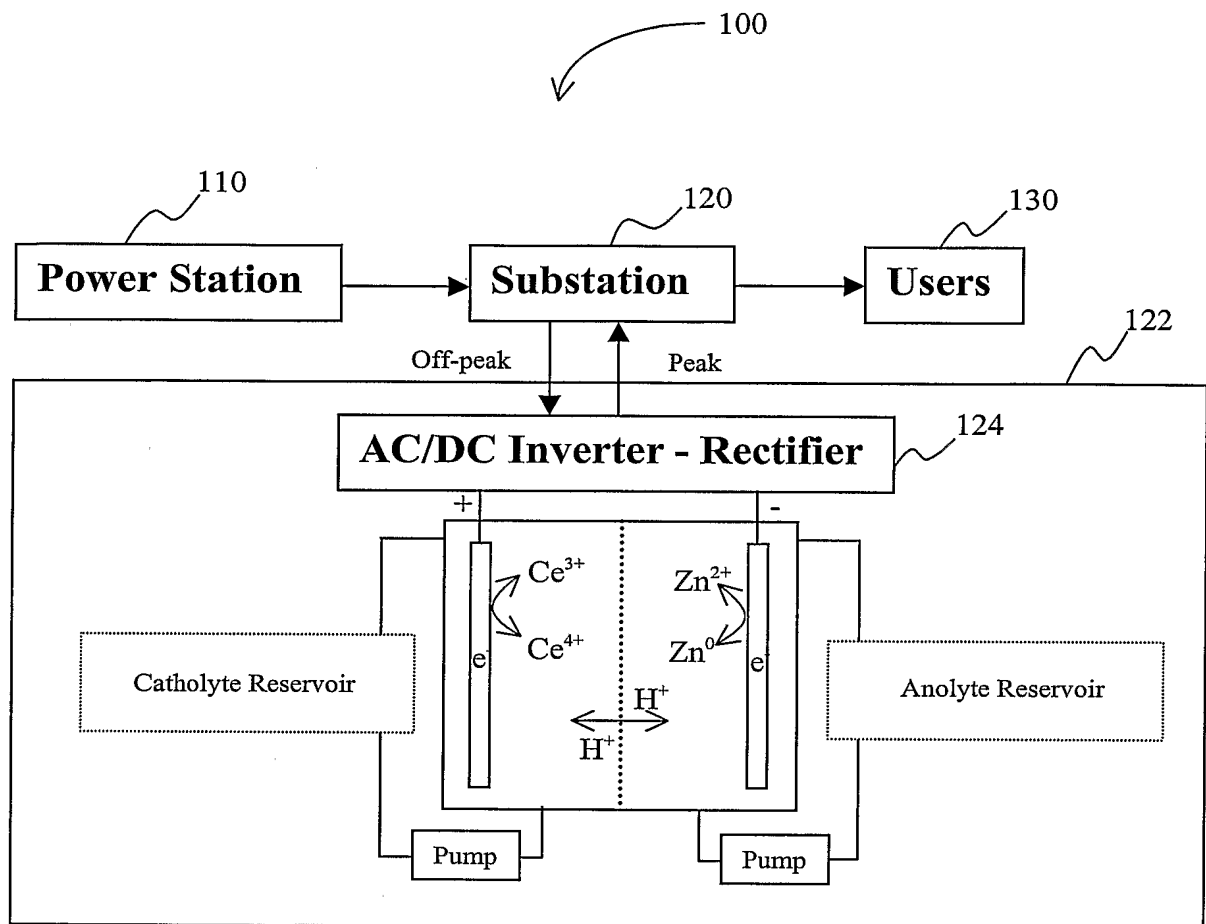 100
110
120
130
Power Station
Substation
Users
122
Off-peak
Peak
124
AC/DC Inverter - Rectifier
+
-
Ce³⁺
Zn²⁺
Ce⁴⁺
Zn⁰
e⁻
e⁻
Catholyte Reservoir
Anolyte Reservoir
H⁺
H⁺
Pump
Pump